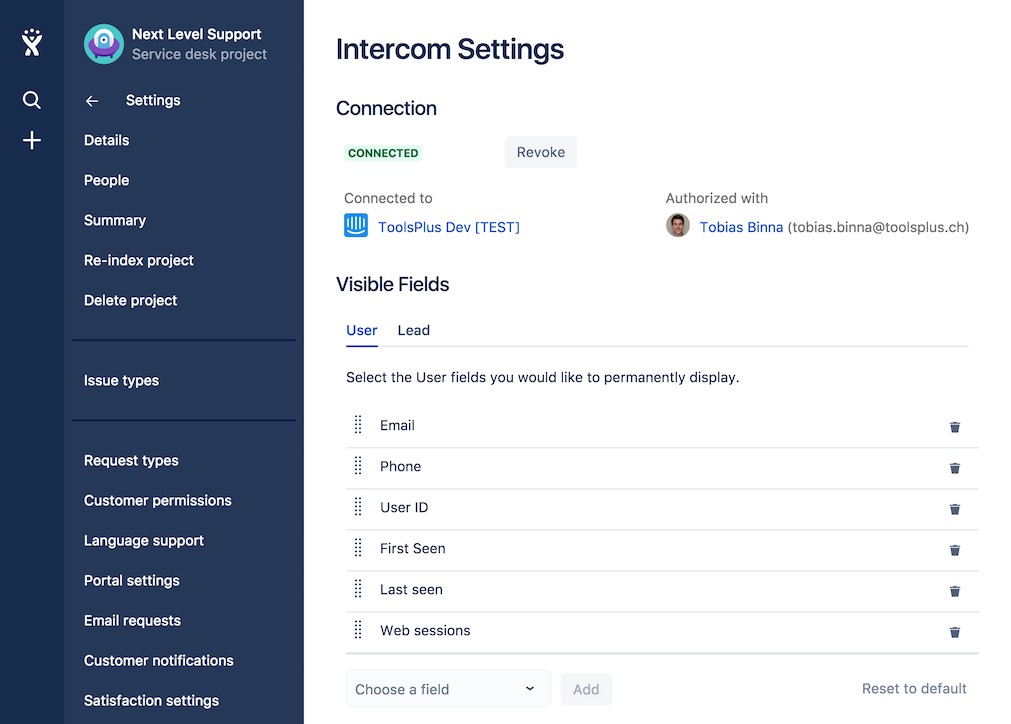 Next Level Support
Service desk project
Settings
Details
People
Summary
Re-index project
Delete project
Issue types
Request types
Customer permissions
Language support
Portal settings
Email requests
Customer notifications
Satisfaction settings
Intercom Settings
Connection
CONNECTED
Revoke
Connected to
ToolsPlus Dev [TEST]
Authorized with
Tobias Binna (tobias.binna@toolsplus.ch)
Visible Fields
User Lead
Select the User fields you would like to permanently display.
Email
Phone
User ID
First Seen
Last seen
Web sessions
Choose a field
Add
Reset to default